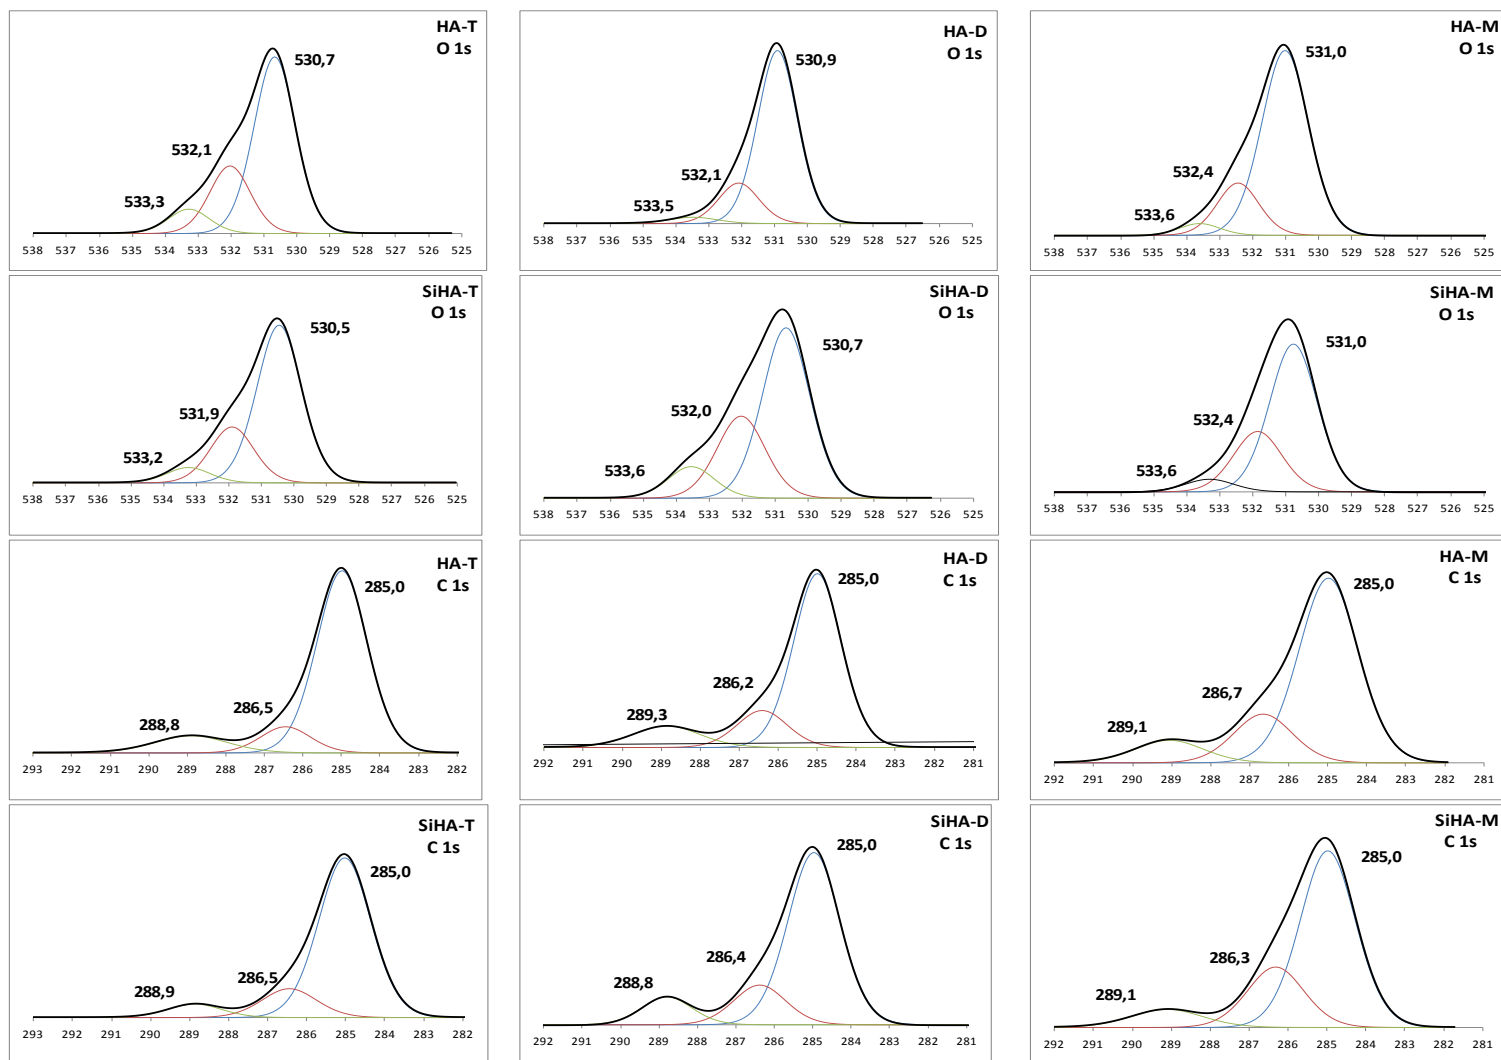 HA-T
O 1s
530,7
532,1
533,3
538 537 536 535 534 533 532 531 530 529 528 527 526 525
HA-D
O 1s
530,9
532,1
533,5
538 537 536 535 534 533 532 531 530 529 528 527 526 525
HA-M
O 1s
531,0
532,4
533,6
538 537 536 535 534 533 532 531 530 529 528 527 526 525
SiHA-T
O 1s
530,5
531,9
533,2
538 537 536 535 534 533 532 531 530 529 528 527 526 525
SiHA-D
O 1s
530,7
532,0
533,6
538 537 536 535 534 533 532 531 530 529 528 527 526 525
SiHA-M
O 1s
531,0
532,4
533,6
538 537 536 535 534 533 532 531 530 529 528 527 526 525
HA-T
C 1s
285,0
286,5
288,8
293 292 291 290 289 288 287 286 285 284 283 282
HA-D
C 1s
285,0
286,2
289,3
292 291 290 289 288 287 286 285 284 283 282 281
HA-M
C 1s
285,0
286,7
289,1
292 291 290 289 288 287 286 285 284 283 282 281
SiHA-T
C 1s
285,0
286,5
288,9
293 292 291 290 289 288 287 286 285 284 283 282
SiHA-D
C 1s
285,0
286,4
288,8
292 291 290 289 288 287 286 285 284 283 282 281
SiHA-M
C 1s
285,0
286,3
289,1
292 291 290 289 288 287 286 285 284 283 282 281